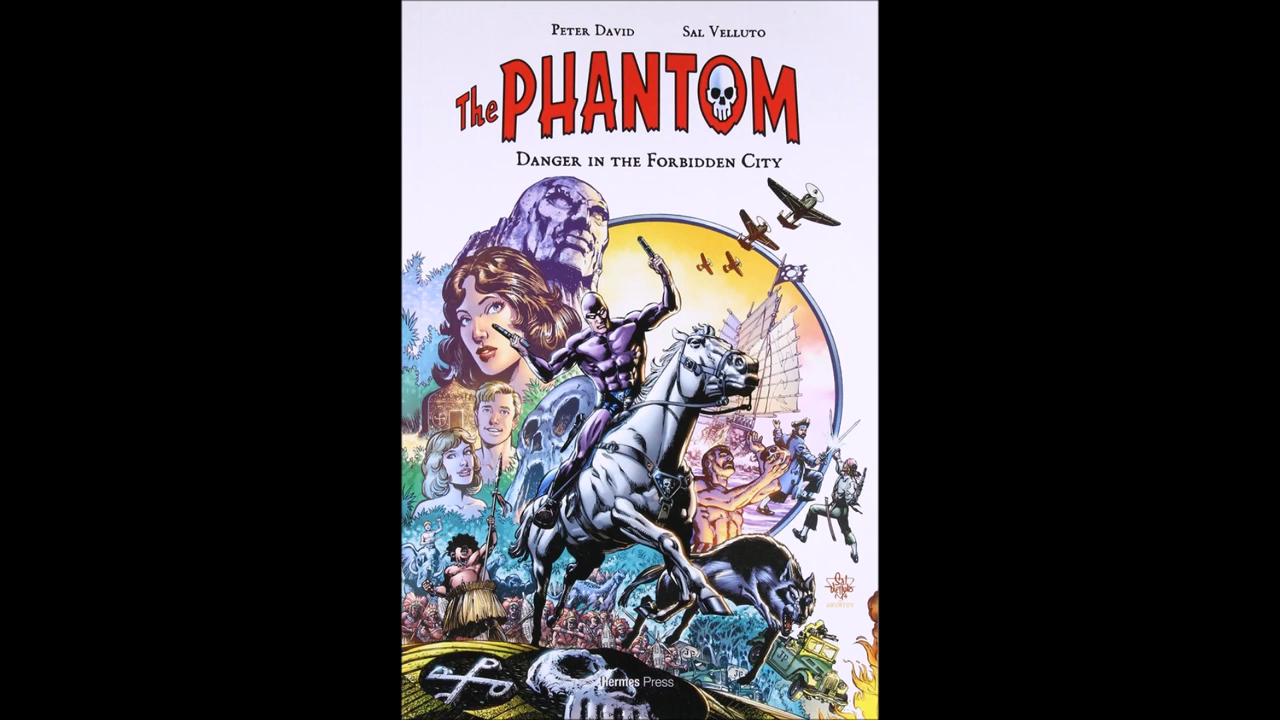 Peter David Sal Velluto
The PHANTOM
Danger in the Forbidden City
Hermes Press